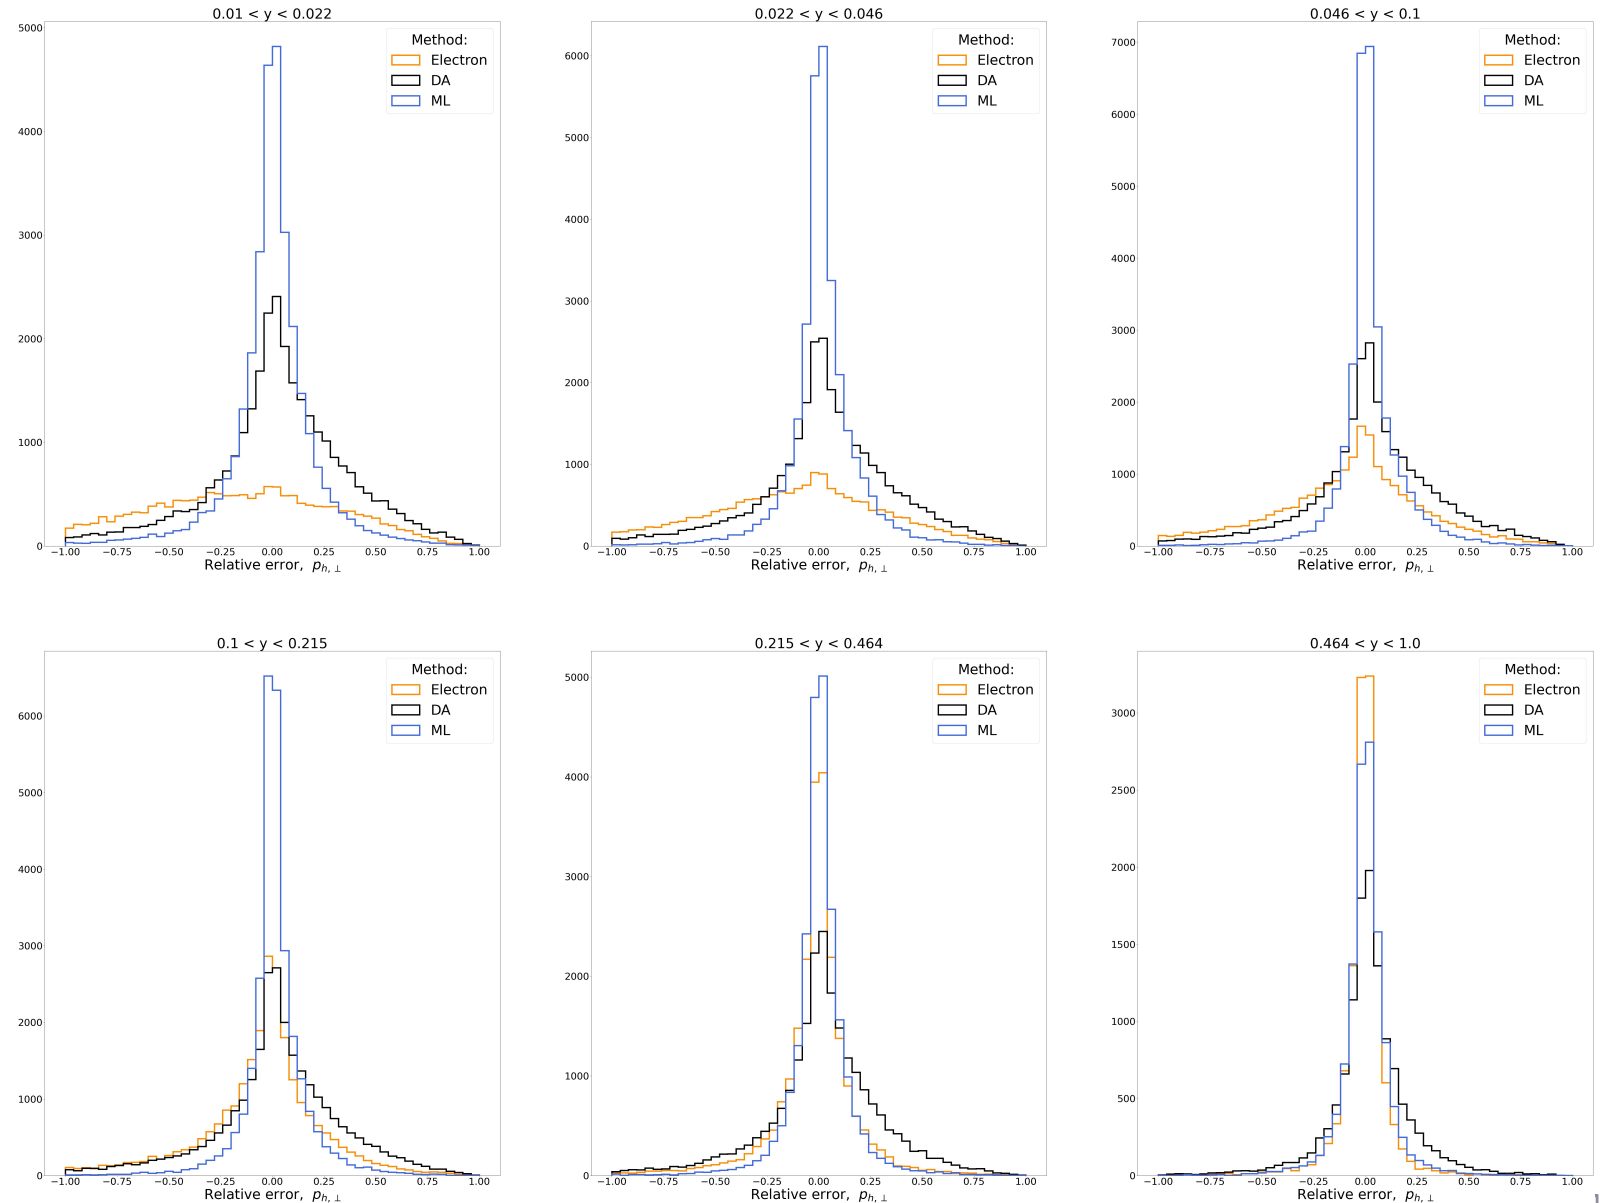 0.01 < y < 0.022
5000
4000
3000
2000
1000
0
Method:
Electron
DA
ML
−1.00 −0.75 −0.50 −0.25 0.00 0.25 0.50 0.75 1.00
Relative error, p_{h, ⊥}
0.022 < y < 0.046
6000
5000
4000
3000
2000
1000
0
Method:
Electron
DA
ML
−1.00 −0.75 −0.50 −0.25 0.00 0.25 0.50 0.75 1.00
Relative error, p_{h, ⊥}
0.046 < y < 0.1
7000
6000
5000
4000
3000
2000
1000
0
Method:
Electron
DA
ML
−1.00 −0.75 −0.50 −0.25 0.00 0.25 0.50 0.75 1.00
Relative error, p_{h, ⊥}
0.1 < y < 0.215
6000
5000
4000
3000
2000
1000
0
Method:
Electron
DA
ML
−1.00 −0.75 −0.50 −0.25 0.00 0.25 0.50 0.75 1.00
Relative error, p_{h, ⊥}
0.215 < y < 0.464
5000
4000
3000
2000
1000
0
Method:
Electron
DA
ML
−1.00 −0.75 −0.50 −0.25 0.00 0.25 0.50 0.75 1.00
Relative error, p_{h, ⊥}
0.464 < y < 1.0
3000
2500
2000
1500
1000
500
0
Method:
Electron
DA
ML
−1.00 −0.75 −0.50 −0.25 0.00 0.25 0.50 0.75 1.00
Relative error, p_{h, ⊥}